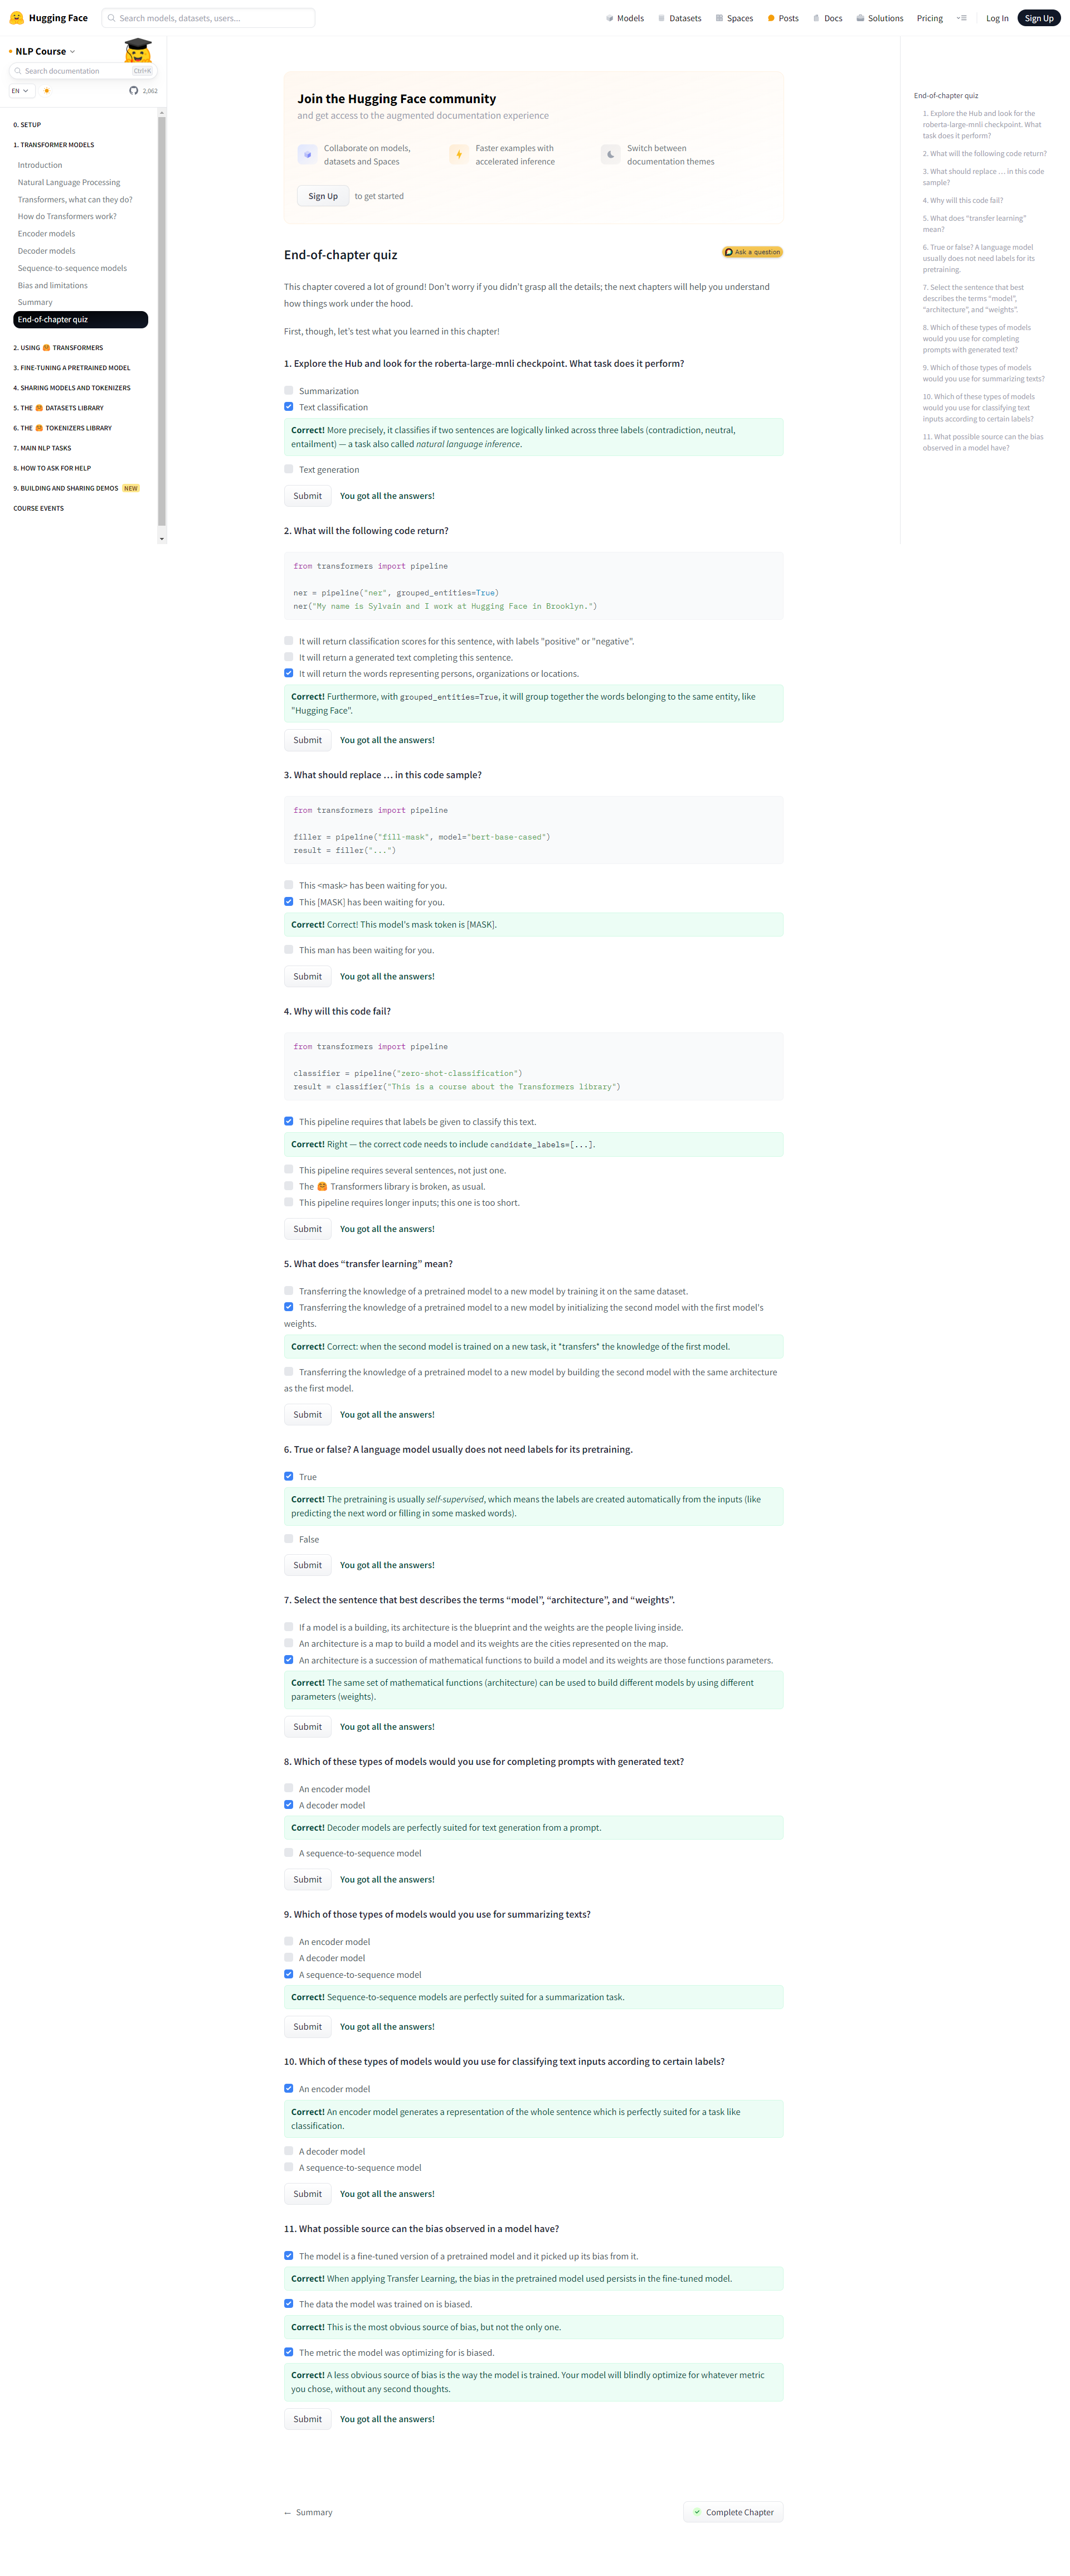 Hugging Face
Search models, datasets, users...
Models
Datasets
Spaces
Posts
Docs
Solutions
Pricing
Log In
Sign Up
NLP Course
Search documentation
Ctrl+K
EN
2,062
0. SETUP
1. TRANSFORMER MODELS
Introduction
Natural Language Processing
Transformers, what can they do?
How do Transformers work?
Encoder models
Decoder models
Sequence-to-sequence models
Bias and limitations
Summary
End-of-chapter quiz
2. USING 🤗 TRANSFORMERS
3. FINE-TUNING A PRETRAINED MODEL
4. SHARING MODELS AND TOKENIZERS
5. THE 🤗 DATASETS LIBRARY
6. THE 🤗 TOKENIZERS LIBRARY
7. MAIN NLP TASKS
8. HOW TO ASK FOR HELP
9. BUILDING AND SHARING DEMOS NEW
COURSE EVENTS
Join the Hugging Face community
and get access to the augmented documentation experience
Collaborate on models,
datasets and Spaces
Faster examples with
accelerated inference
Switch between
documentation themes
Sign Up to get started
End-of-chapter quiz
Ask a question
This chapter covered a lot of ground! Don’t worry if you didn’t grasp all the details; the next chapters will help you understand
how things work under the hood.
First, though, let’s test what you learned in this chapter!
1. Explore the Hub and look for the roberta-large-mnli checkpoint. What task does it perform?
Summarization
Text classification
Correct! More precisely, it classifies if two sentences are logically linked across three labels (contradiction, neutral,
entailment) — a task also called natural language inference.
Text generation
Submit You got all the answers!
2. What will the following code return?
from transformers import pipeline
ner = pipeline("ner", grouped_entities=True)
ner("My name is Sylvain and I work at Hugging Face in Brooklyn.")
It will return classification scores for this sentence, with labels "positive" or "negative".
It will return a generated text completing this sentence.
It will return the words representing persons, organizations or locations.
Correct! Furthermore, with grouped_entities=True, it will group together the words belonging to the same entity, like
"Hugging Face".
Submit You got all the answers!
3. What should replace … in this code sample?
from transformers import pipeline
filler = pipeline("fill-mask", model="bert-base-cased")
result = filler("...")
This <mask> has been waiting for you.
This [MASK] has been waiting for you.
Correct! Correct! This model's mask token is [MASK].
This man has been waiting for you.
Submit You got all the answers!
4. Why will this code fail?
from transformers import pipeline
classifier = pipeline("zero-shot-classification")
result = classifier("This is a course about the Transformers library")
This pipeline requires that labels be given to classify this text.
Correct! Right — the correct code needs to include candidate_labels=[...].
This pipeline requires several sentences, not just one.
The 🤗 Transformers library is broken, as usual.
This pipeline requires longer inputs; this one is too short.
Submit You got all the answers!
5. What does “transfer learning” mean?
Transferring the knowledge of a pretrained model to a new model by training it on the same dataset.
Transferring the knowledge of a pretrained model to a new model by initializing the second model with the first model's
weights.
Correct! Correct: when the second model is trained on a new task, it *transfers* the knowledge of the first model.
Transferring the knowledge of a pretrained model to a new model by building the second model with the same architecture
as the first model.
Submit You got all the answers!
6. True or false? A language model usually does not need labels for its pretraining.
True
Correct! The pretraining is usually self-supervised, which means the labels are created automatically from the inputs (like
predicting the next word or filling in some masked words).
False
Submit You got all the answers!
7. Select the sentence that best describes the terms “model”, “architecture”, and “weights”.
If a model is a building, its architecture is the blueprint and the weights are the people living inside.
An architecture is a map to build a model and its weights are the cities represented on the map.
An architecture is a succession of mathematical functions to build a model and its weights are those functions parameters.
Correct! The same set of mathematical functions (architecture) can be used to build different models by using different
parameters (weights).
Submit You got all the answers!
8. Which of these types of models would you use for completing prompts with generated text?
An encoder model
A decoder model
Correct! Decoder models are perfectly suited for text generation from a prompt.
A sequence-to-sequence model
Submit You got all the answers!
9. Which of those types of models would you use for summarizing texts?
An encoder model
A decoder model
A sequence-to-sequence model
Correct! Sequence-to-sequence models are perfectly suited for a summarization task.
Submit You got all the answers!
10. Which of these types of models would you use for classifying text inputs according to certain labels?
An encoder model
Correct! An encoder model generates a representation of the whole sentence which is perfectly suited for a task like
classification.
A decoder model
A sequence-to-sequence model
Submit You got all the answers!
11. What possible source can the bias observed in a model have?
The model is a fine-tuned version of a pretrained model and it picked up its bias from it.
Correct! When applying Transfer Learning, the bias in the pretrained model used persists in the fine-tuned model.
The data the model was trained on is biased.
Correct! This is the most obvious source of bias, but not the only one.
The metric the model was optimizing for is biased.
Correct! A less obvious source of bias is the way the model is trained. Your model will blindly optimize for whatever metric
you chose, without any second thoughts.
Submit You got all the answers!
← Summary
Complete Chapter
End-of-chapter quiz
1. Explore the Hub and look for the
roberta-large-mnli checkpoint. What
task does it perform?
2. What will the following code return?
3. What should replace … in this code
sample?
4. Why will this code fail?
5. What does “transfer learning”
mean?
6. True or false? A language model
usually does not need labels for its
pretraining.
7. Select the sentence that best
describes the terms “model”,
“architecture”, and “weights”.
8. Which of these types of models
would you use for completing
prompts with generated text?
9. Which of those types of models
would you use for summarizing texts?
10. Which of these types of models
would you use for classifying text
inputs according to certain labels?
11. What possible source can the bias
observed in a model have?